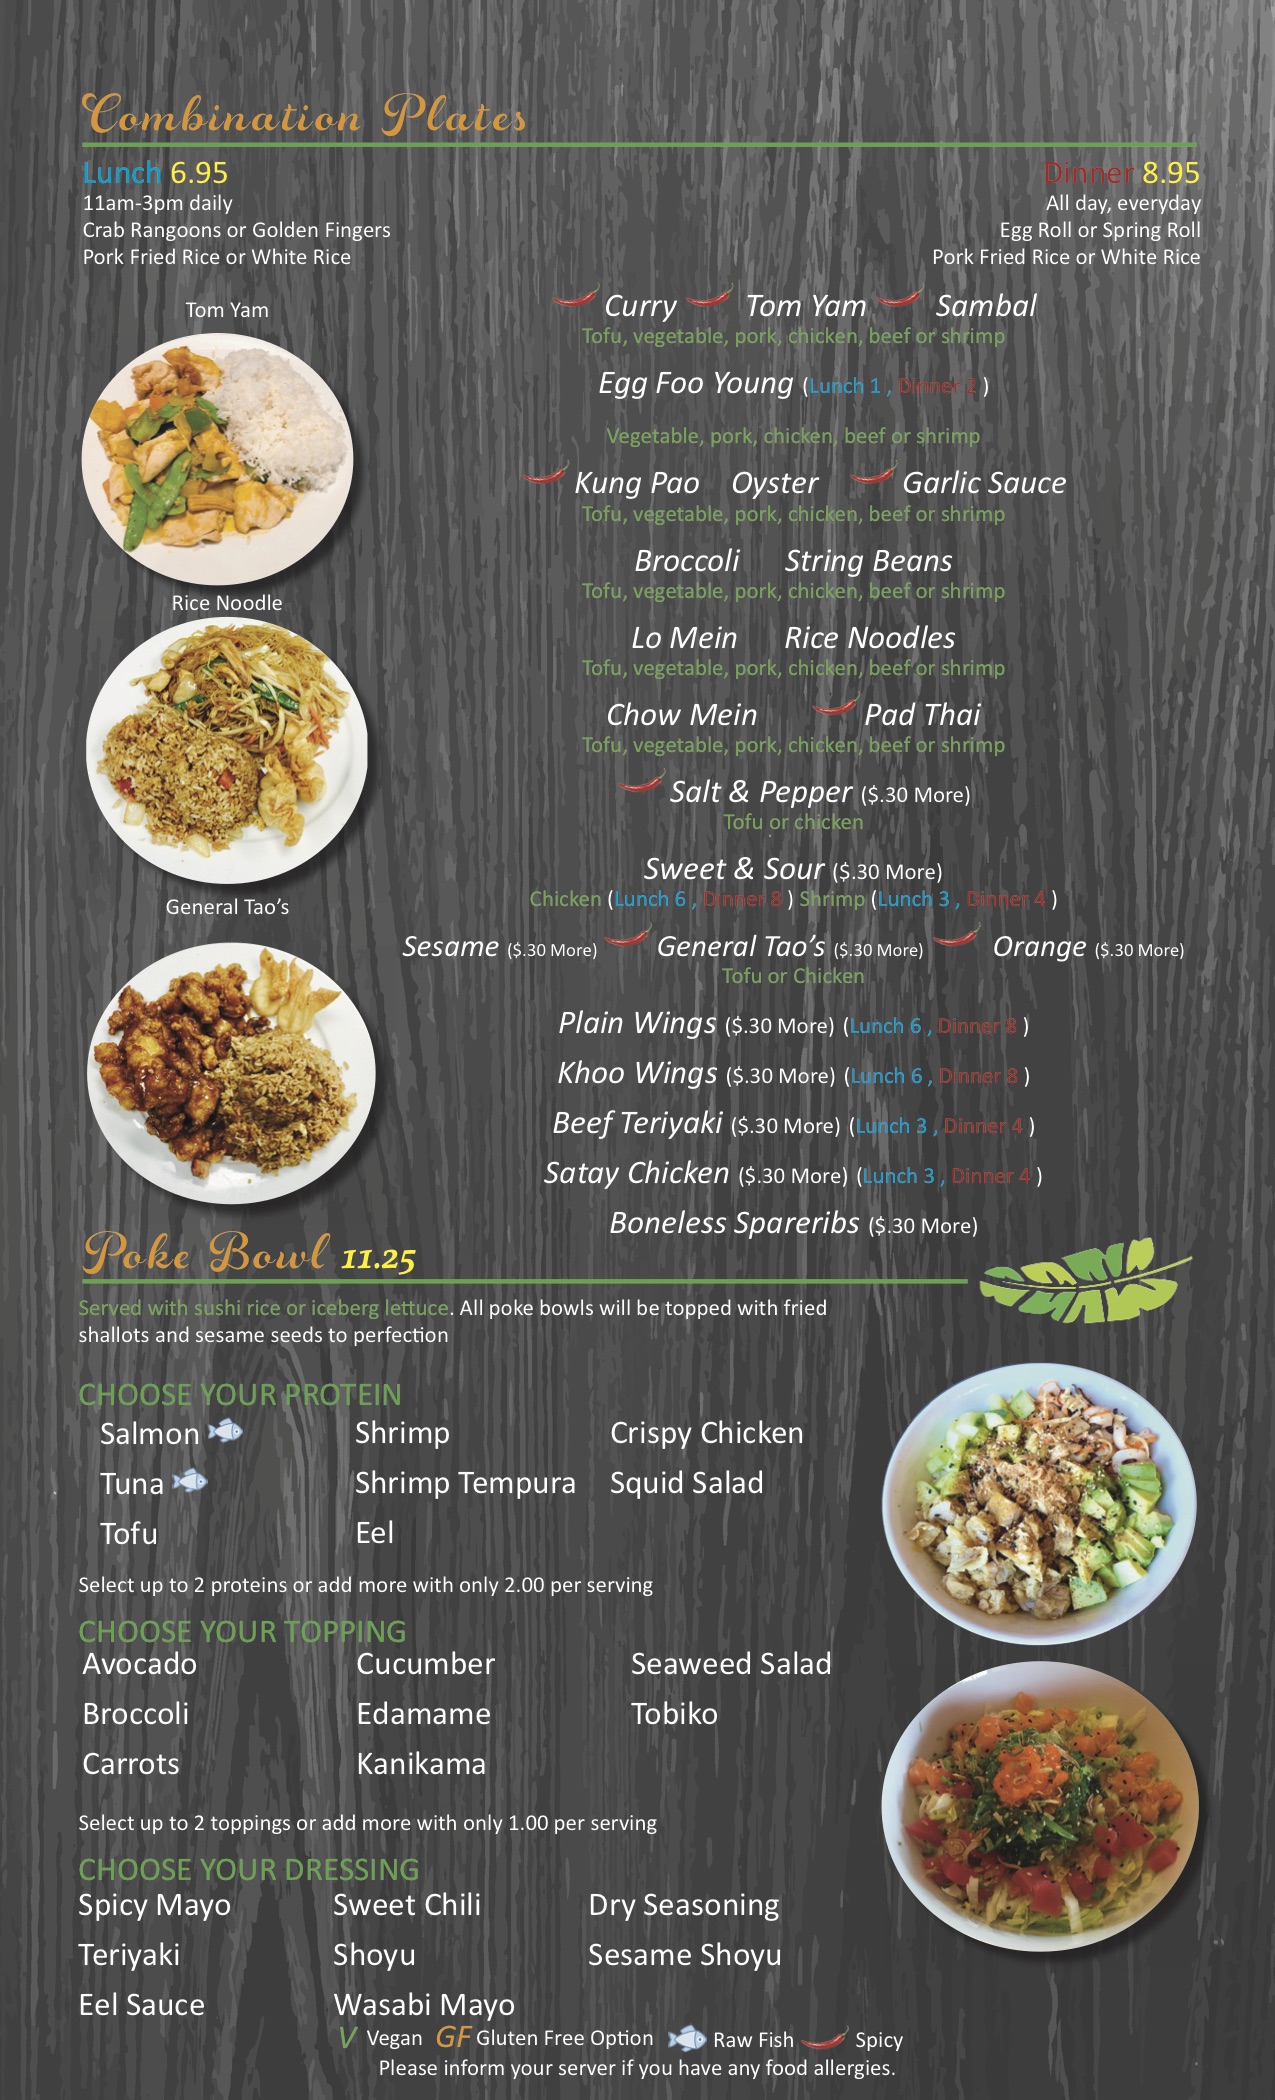 Combination Plates
Lunch 6.95
11am-3pm daily
Crab Rangoons or Golden Fingers
Pork Fried Rice or White Rice
Dinner 8.95
All day, everyday
Egg Roll or Spring Roll
Pork Fried Rice or White Rice
Tom Yam
Rice Noodle
General Tao’s
Curry Tom Yam Sambal
Tofu, vegetable, pork, chicken, beef or shrimp
Egg Foo Young (Lunch 1 , Dinner 2 )
Vegetable, pork, chicken, beef or shrimp
Kung Pao Oyster Garlic Sauce
Tofu, vegetable, pork, chicken, beef or shrimp
Broccoli String Beans
Tofu, vegetable, pork, chicken, beef or shrimp
Lo Mein Rice Noodles
Tofu, vegetable, pork, chicken, beef or shrimp
Chow Mein Pad Thai
Tofu, vegetable, pork, chicken, beef or shrimp
Salt & Pepper ($.30 More)
Tofu or chicken
Sweet & Sour ($.30 More)
Chicken (Lunch 6 , Dinner 8 ) Shrimp (Lunch 3 , Dinner 4 )
Sesame ($.30 More) General Tao’s ($.30 More) Orange ($.30 More)
Tofu or Chicken
Plain Wings ($.30 More) (Lunch 6 , Dinner 8 )
Khoo Wings ($.30 More) (Lunch 6 , Dinner 8 )
Beef Teriyaki ($.30 More) (Lunch 3 , Dinner 4 )
Satay Chicken ($.30 More) (Lunch 3 , Dinner 4 )
Boneless Spareribs ($.30 More)
Poke Bowl 11.25
Served with sushi rice or iceberg lettuce. All poke bowls will be topped with fried
shallots and sesame seeds to perfection
CHOOSE YOUR PROTEIN
Salmon Shrimp Crispy Chicken
Tuna Shrimp Tempura Squid Salad
Tofu Eel
Select up to 2 proteins or add more with only 2.00 per serving
CHOOSE YOUR TOPPING
Avocado Cucumber Seaweed Salad
Broccoli Edamame Tobiko
Carrots Kanikama
Select up to 2 toppings or add more with only 1.00 per serving
CHOOSE YOUR DRESSING
Spicy Mayo Sweet Chili Dry Seasoning
Teriyaki Shoyu Sesame Shoyu
Eel Sauce Wasabi Mayo
V Vegan GF Gluten Free Option Raw Fish Spicy
Please inform your server if you have any food allergies.